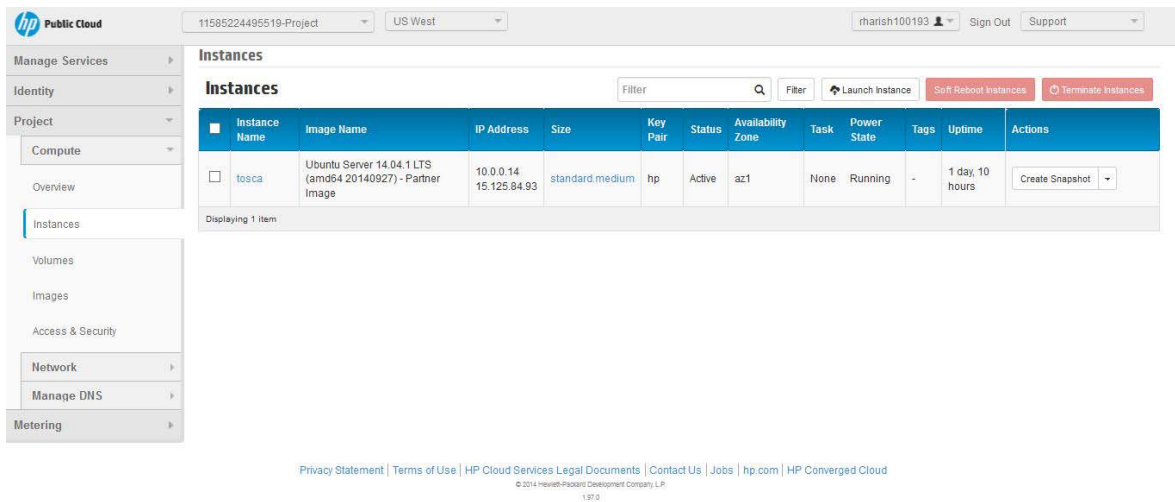 hp Public Cloud
11585224495519-Project
US West
rharish100193
Sign Out
Support
Manage Services
Identity
Project
Compute
Overview
Instances
Volumes
Images
Access & Security
Network
Manage DNS
Metering
Instances
Instances
Filter
Filter
Launch Instance
Soft Reboot Instances
Terminate Instances
Instance Name Image Name IP Address Size Key Pair Status Availability Zone Task Power State Tags Uptime Actions
tosca Ubuntu Server 14.04.1 LTS (amd64 20140927) - Partner Image 10.0.0.14 15.125.84.93 standard.medium hp Active az1 None Running - 1 day, 10 hours Create Snapshot
Displaying 1 item
Privacy Statement | Terms of Use | HP Cloud Services Legal Documents | Contact Us | Jobs | hp.com | HP Converged Cloud
© 2014 Hewlett-Packard Development Company, L.P.
1.97.0